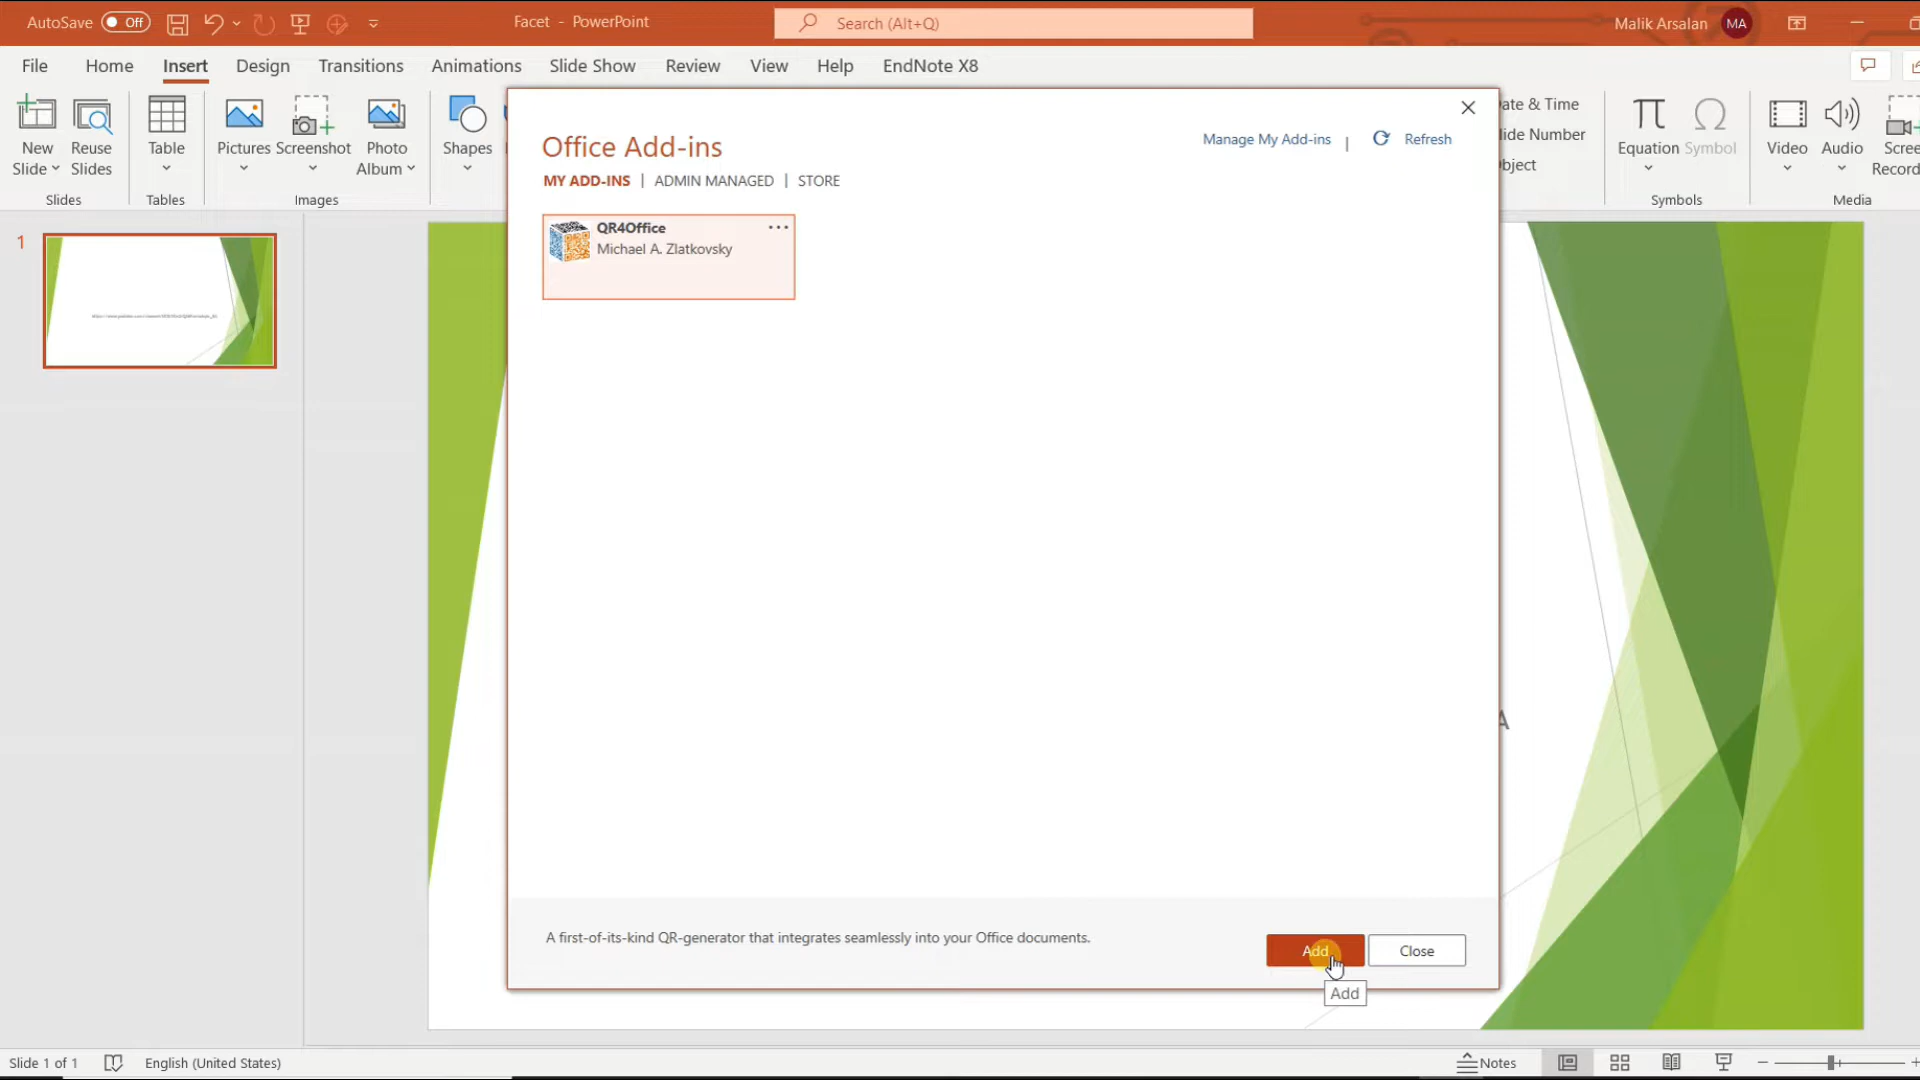 AutoSave Off
Facet - PowerPoint
Search (Alt+Q)
Malik Arsalan MA
File Home Insert Design Transitions Animations Slide Show Review View Help EndNote X8
New Slide
Reuse Slides
Table
Pictures
Screenshot
Photo Album
Shapes
Slides
Tables
Images
Office Add-ins
Manage My Add-ins | Refresh
MY ADD-INS | ADMIN MANAGED | STORE
QR4Office ...
Michael A. Zlatkovsky
ate & Time
lide Number
bject
Equation
Symbol
Video
Audio
Scree
Record
Symbols
Media
1
A
A first-of-its-kind QR-generator that integrates seamlessly into your Office documents.
Add
Close
Add
Slide 1 of 1
English (United States)
Notes